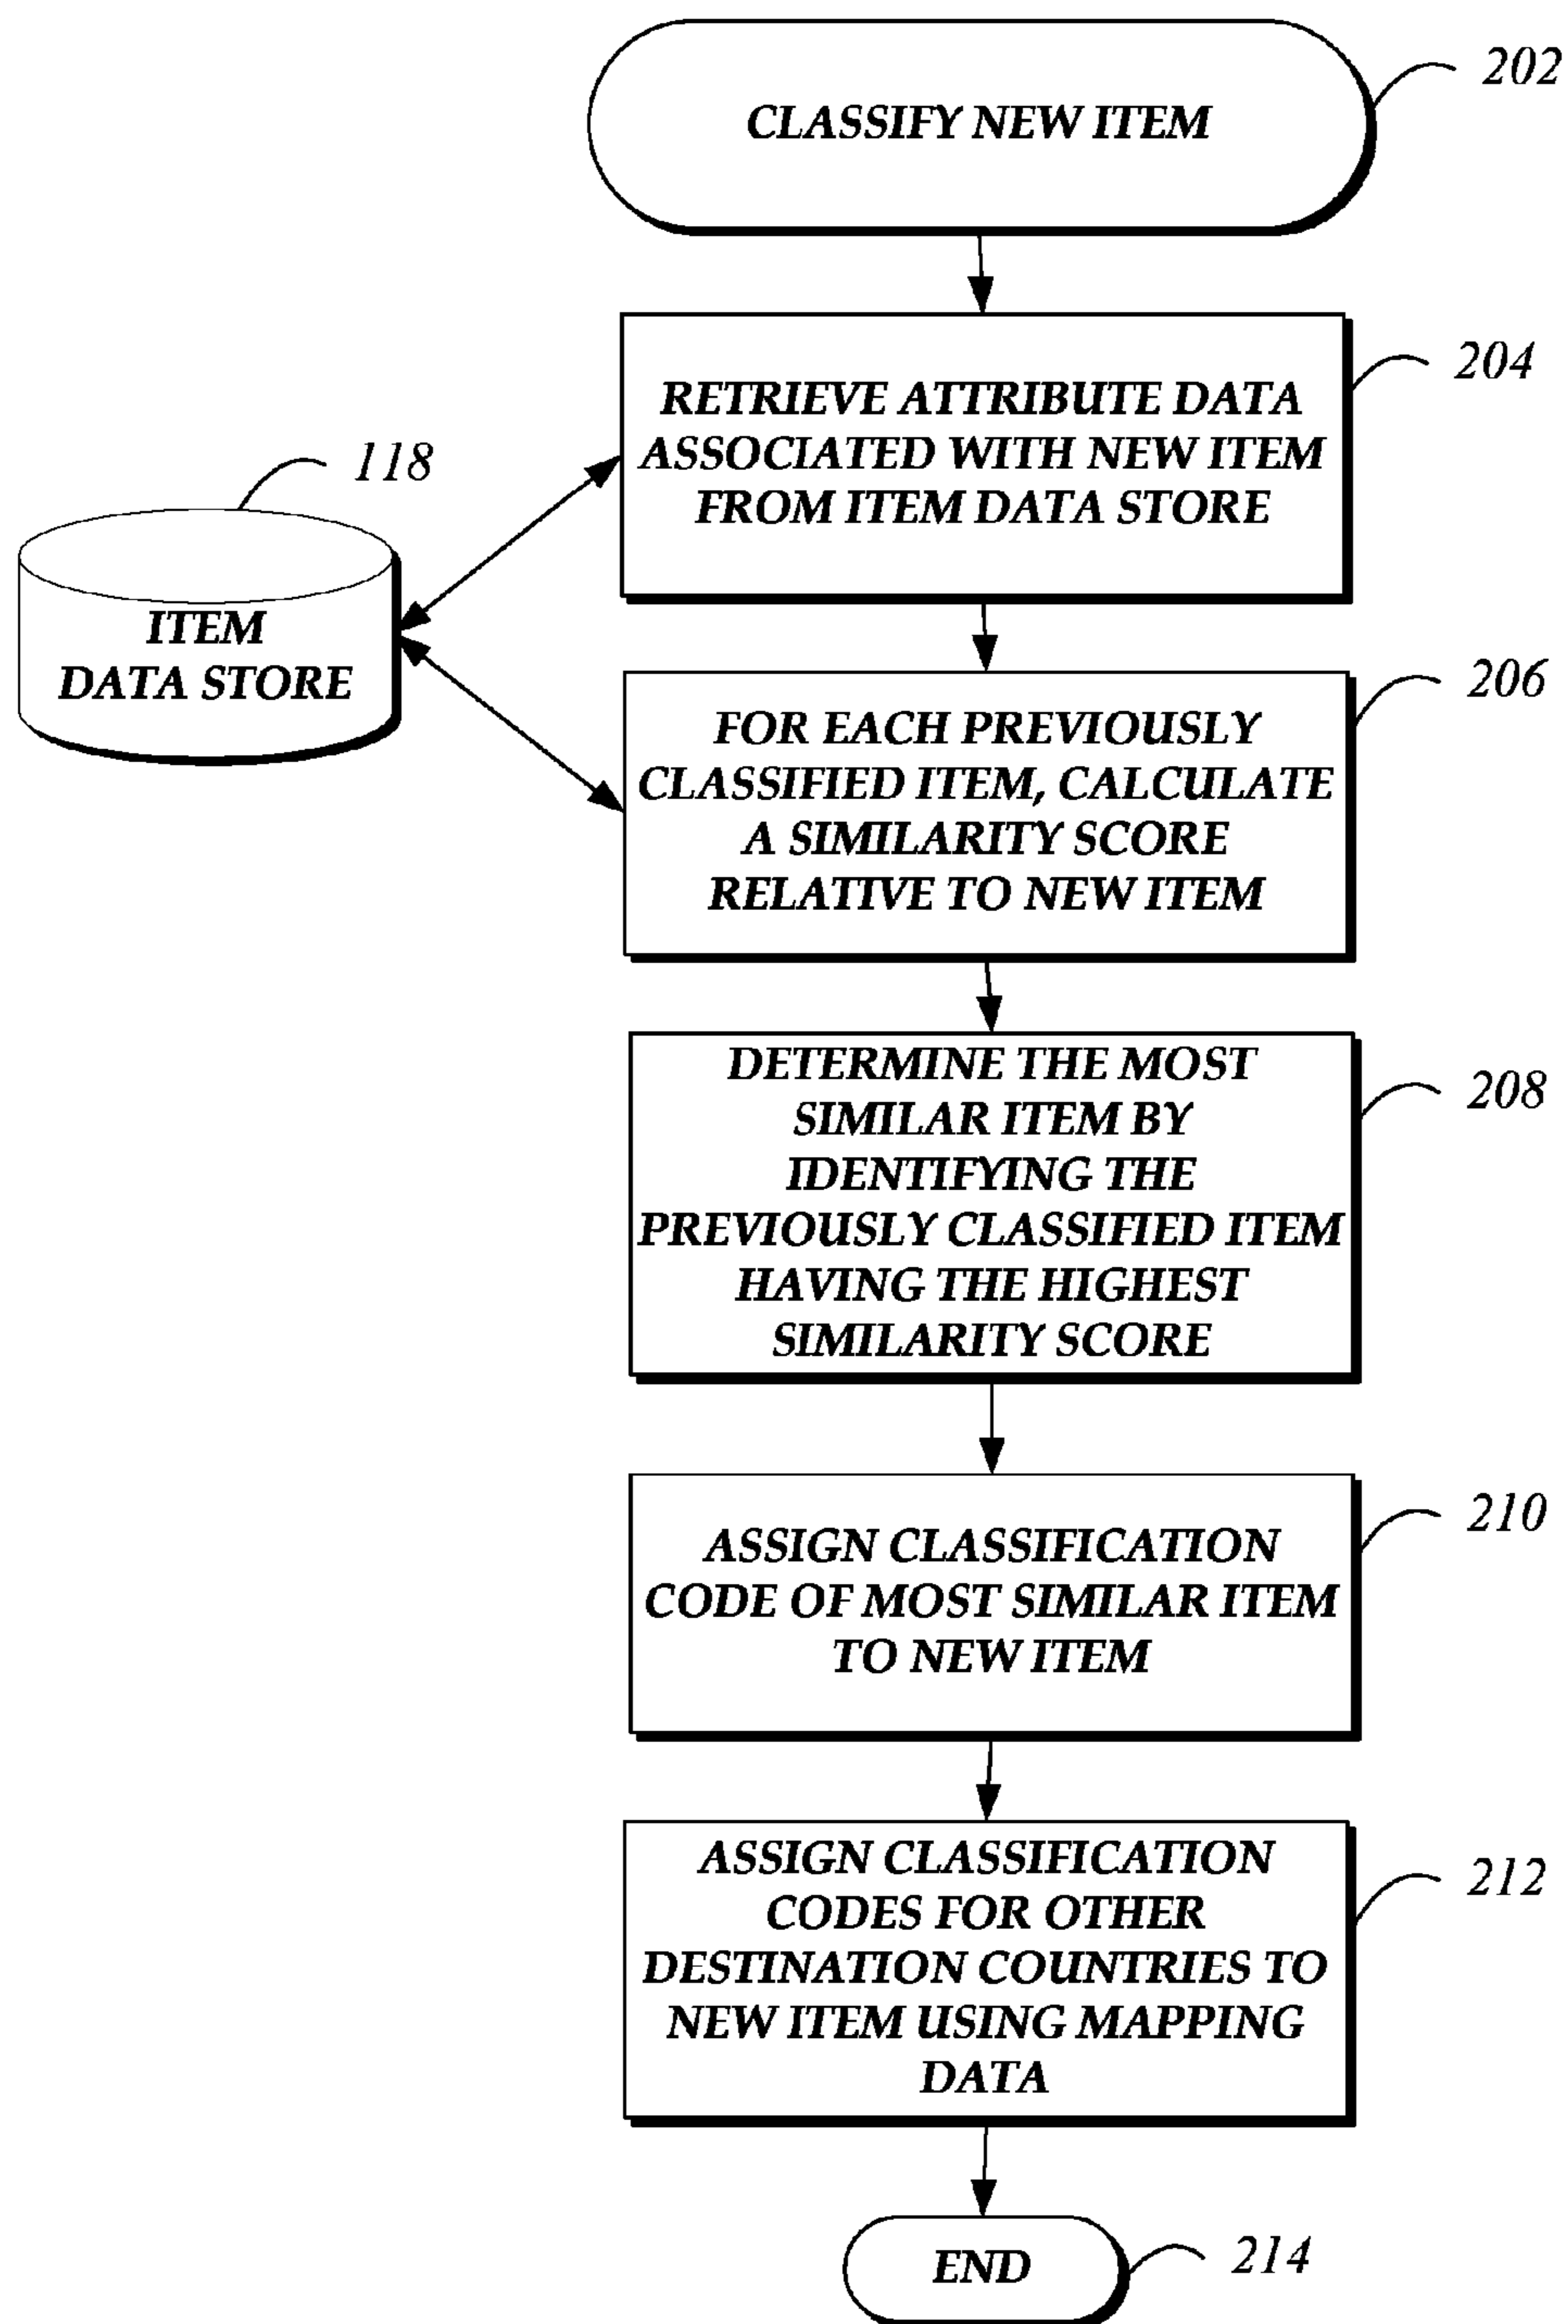 CLASSIFY NEW ITEM
202
RETRIEVE ATTRIBUTE DATA
ASSOCIATED WITH NEW ITEM
FROM ITEM DATA STORE
204
118
ITEM
DATA STORE
FOR EACH PREVIOUSLY
CLASSIFIED ITEM, CALCULATE
A SIMILARITY SCORE
RELATIVE TO NEW ITEM
206
DETERMINE THE MOST
SIMILAR ITEM BY
IDENTIFYING THE
PREVIOUSLY CLASSIFIED ITEM
HAVING THE HIGHEST
SIMILARITY SCORE
208
ASSIGN CLASSIFICATION
CODE OF MOST SIMILAR ITEM
TO NEW ITEM
210
ASSIGN CLASSIFICATION
CODES FOR OTHER
DESTINATION COUNTRIES TO
NEW ITEM USING MAPPING
DATA
212
END
214